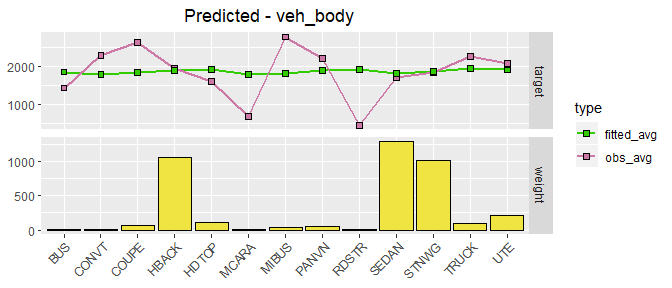 Predicted - veh_body
2000
1000
target
1000
500
0
weight
BUS
CONVT
COUPE
HBACK
HDTOP
MCARA
MIBUS
PANVN
RDSTR
SEDAN
STNWG
TRUCK
UTE
type
fitted_avg
obs_avg